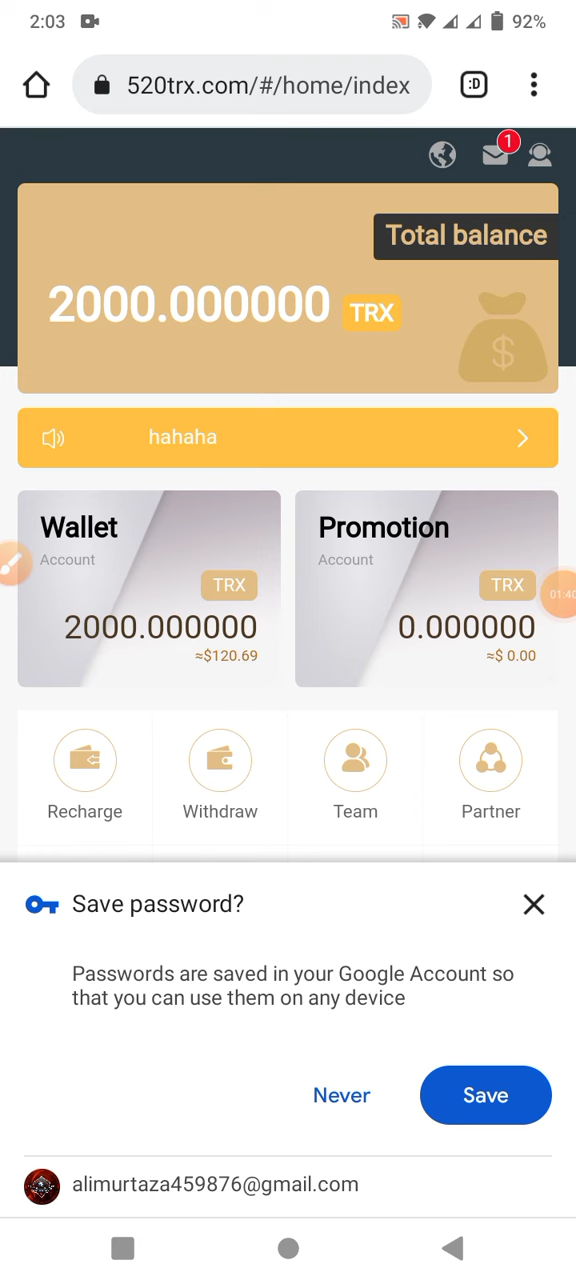 2:03
92%
520trx.com/#/home/index
:D
1
Total balance
2000.000000 TRX
$
hahaha
Wallet
Account
TRX
2000.000000
≈$120.69
Promotion
Account
TRX
0.000000
≈$ 0.00
01:40
Recharge
Withdraw
Team
Partner
Save password?
Passwords are saved in your Google Account so
that you can use them on any device
Never
Save
alimurtaza459876@gmail.com